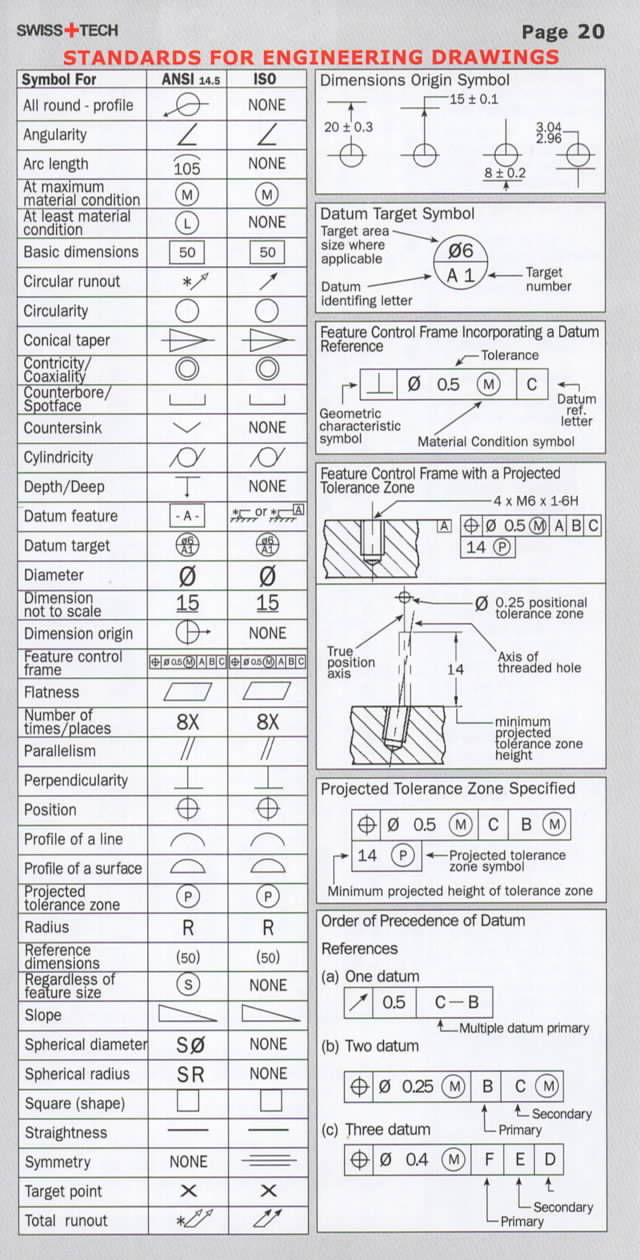 SWISS+TECH
Page 20
STANDARDS FOR ENGINEERING DRAWINGS
Symbol For ANSI 14.5 ISO
All round - profile NONE
Angularity
Arc length 105 NONE
At maximum
material condition M M
At least material
condition L NONE
Basic dimensions 50 50
Circular runout *
Circularity
Conical taper
Contricity/
Coaxiality
Counterbore/
Spotface
Countersink NONE
Cylindricity
Depth/Deep NONE
Datum feature - A - * or * A
Datum target ø6 A1 ø6 A1
Diameter Ø Ø
Dimension
not to scale 15 15
Dimension origin NONE
Feature control
frame Ø 0.5 M A B C Ø 0.5 M A B C
Flatness
Number of
times/places 8X 8X
Parallelism
Perpendicularity
Position
Profile of a line
Profile of a surface
Projected
tolerance zone P P
Radius R R
Reference
dimensions (50) (50)
Regardless of
feature size S NONE
Slope
Spherical diameter SØ NONE
Spherical radius SR NONE
Square (shape)
Straightness
Symmetry NONE
Target point X X
Total runout *
Dimensions Origin Symbol
15 ± 0.1
20 ± 0.3
3.04
2.96
8 ± 0.2
Datum Target Symbol
Target area
size where
applicable
Ø6
A 1
Datum
identifing letter
Target
number
Feature Control Frame Incorporating a Datum
Reference
Tolerance
Ø 0.5 M C
Geometric
characteristic
symbol
Datum
ref.
letter
Material Condition symbol
Feature Control Frame with a Projected
Tolerance Zone
4 x M6 x 1-6H
A Ø 0.5 M A B C
14 P
Ø 0.25 positional
tolerance zone
True
position
axis
14
Axis of
threaded hole
minimum
projected
tolerance zone
height
Projected Tolerance Zone Specified
Ø 0.5 M C B M
14 P
Projected tolerance
zone symbol
Minimum projected height of tolerance zone
Order of Precedence of Datum
References
(a) One datum
0.5 C — B
Multiple datum primary
(b) Two datum
Ø 0.25 M B C M
Secondary
Primary
(c) Three datum
Ø 0.4 M F E D
Secondary
Primary